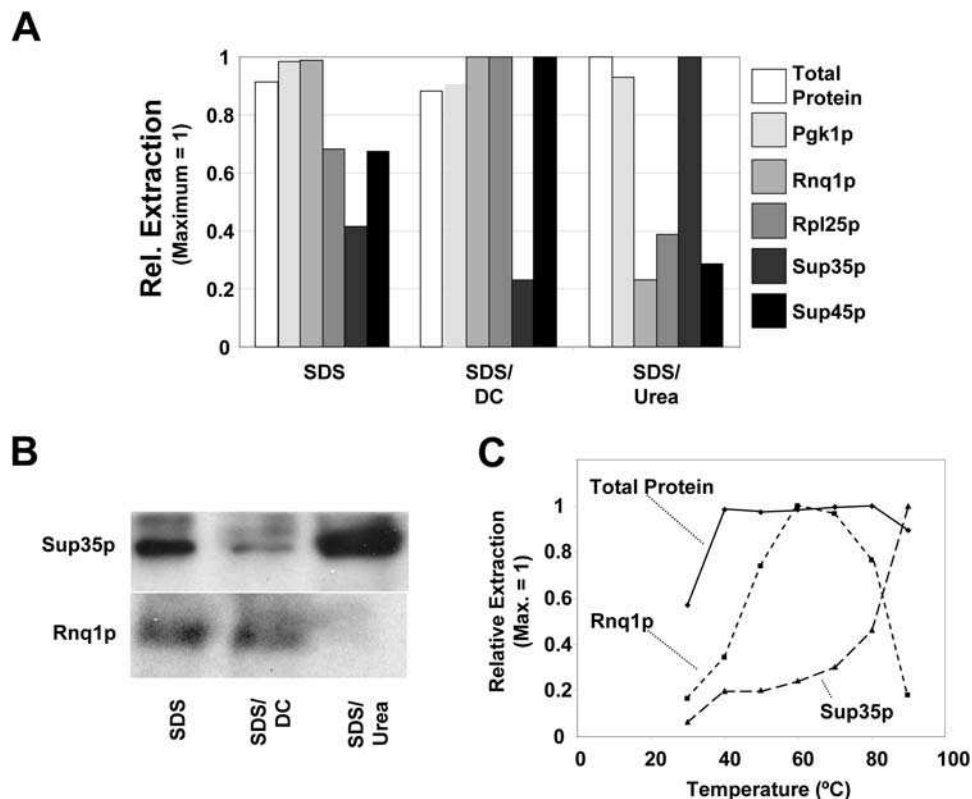 A
Rel. Extraction
(Maximum = 1)
1
0.8
0.6
0.4
0.2
0
SDS
SDS/
DC
SDS/
Urea
Total
Protein
Pgk1p
Rnq1p
Rpl25p
Sup35p
Sup45p
B
Sup35p
Rnq1p
SDS
SDS/
DC
SDS/
Urea
C
Relative Extraction
(Max. = 1)
1
0.8
0.6
0.4
0.2
0
0
20
40
60
80
100
Total Protein
Rnq1p
Sup35p
Temperature (ºC)